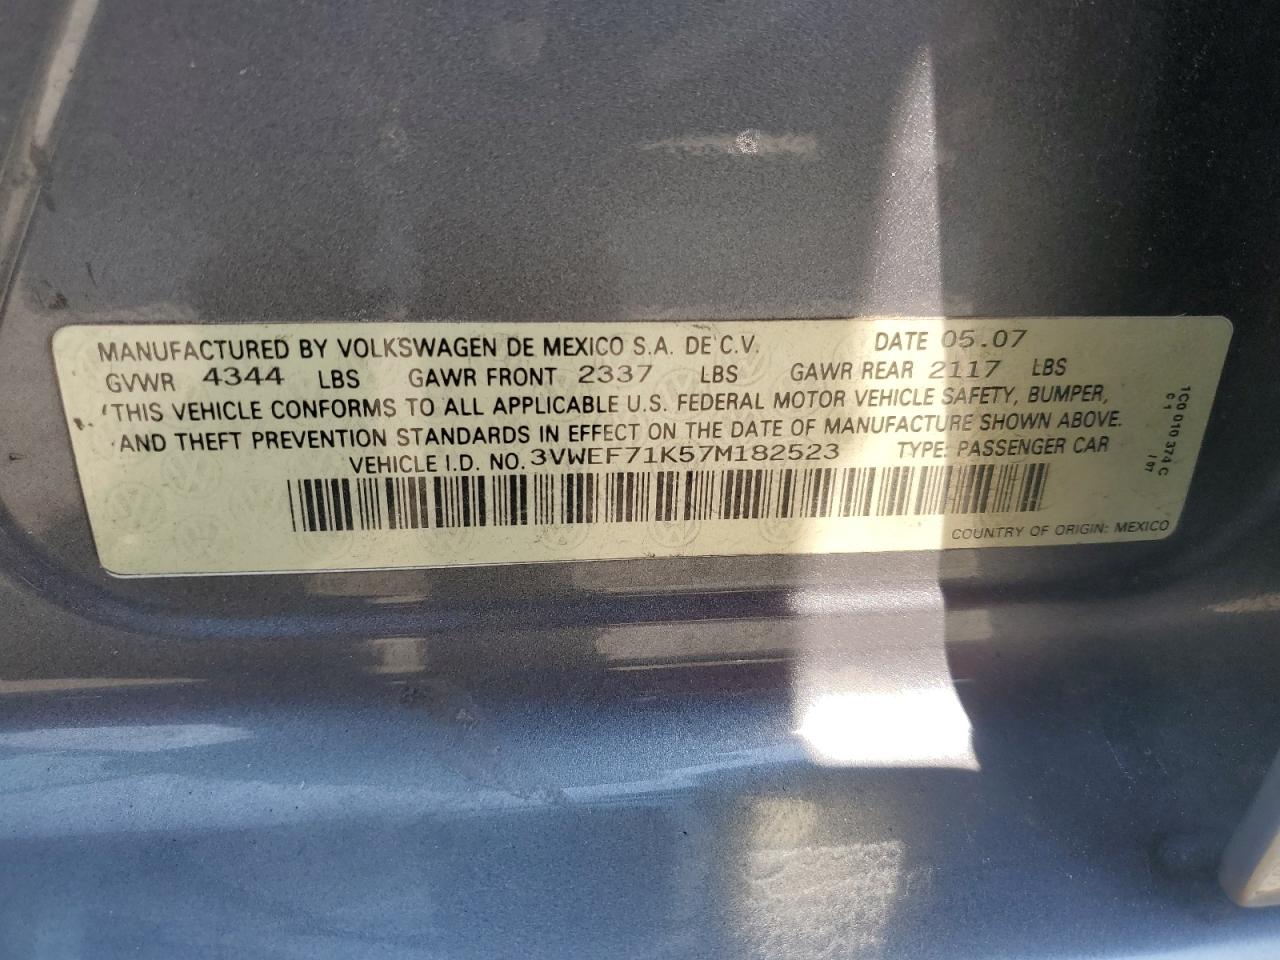 MANUFACTURED BY VOLKSWAGEN DE MEXICO S.A. DE C.V. DATE 05.07
GVWR 4344 LBS GAWR FRONT 2337 LBS GAWR REAR 2117 LBS
THIS VEHICLE CONFORMS TO ALL APPLICABLE U.S. FEDERAL MOTOR VEHICLE SAFETY, BUMPER,
AND THEFT PREVENTION STANDARDS IN EFFECT ON THE DATE OF MANUFACTURE SHOWN ABOVE.
VEHICLE I.D. NO. 3VWEF71K57M182523 TYPE: PASSENGER CAR
COUNTRY OF ORIGIN: MEXICO
1C0 010 374 C